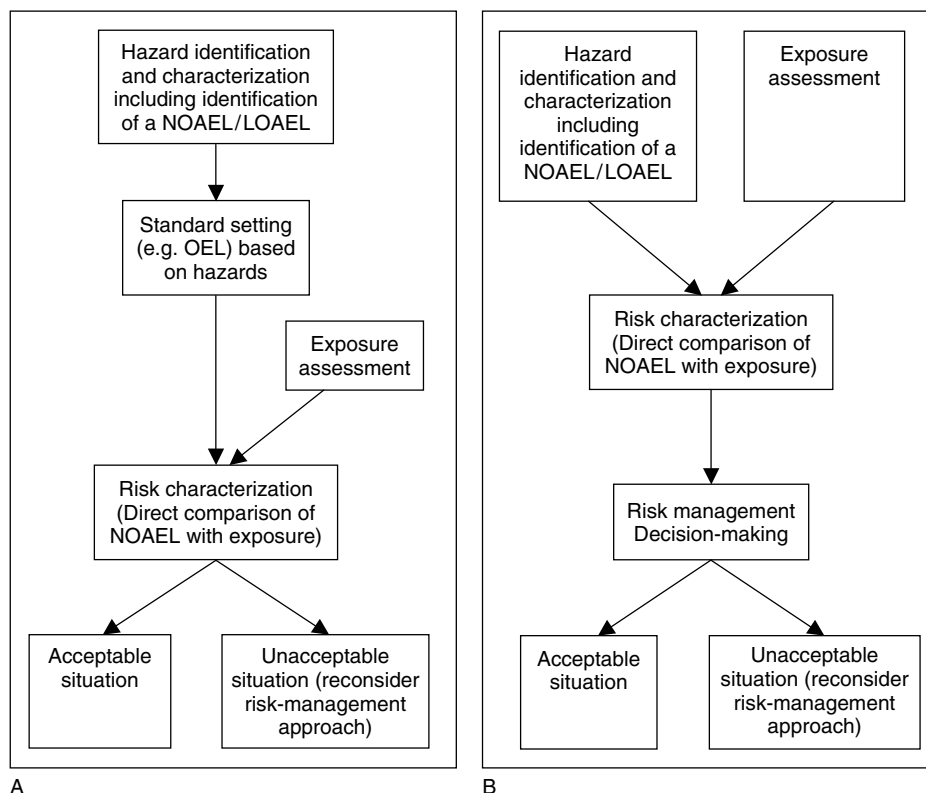 Hazard identification
and characterization
including identification
of a NOAEL/LOAEL
Standard setting
(e.g. OEL) based
on hazards
Exposure
assessment
Risk characterization
(Direct comparison of
NOAEL with exposure)
Acceptable
situation
Unacceptable
situation (reconsider
risk-management
approach)
A
Hazard
identification and
characterization
including
identification of a
NOAEL/LOAEL
Exposure
assessment
Risk characterization
(Direct comparison of
NOAEL with exposure)
Risk management
Decision-making
Acceptable
situation
Unacceptable
situation (reconsider
risk-management
approach)
B